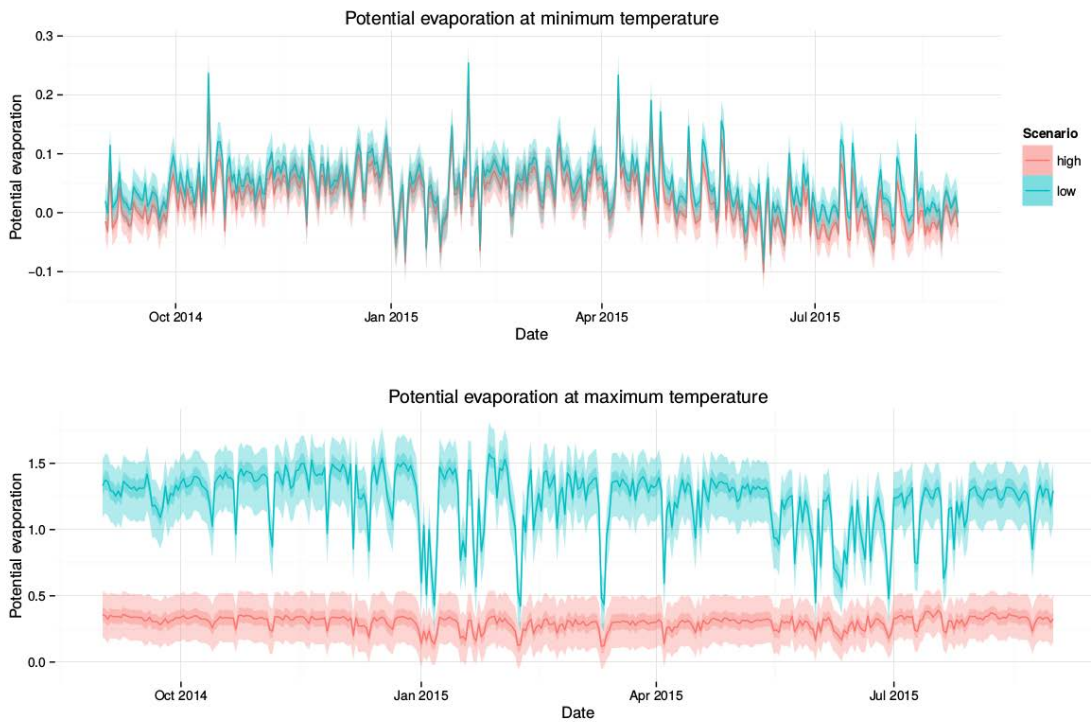 Potential evaporation at minimum temperature
0.3
0.2
0.1
0.0
−0.1
Potential evaporation
Oct 2014 Jan 2015 Apr 2015 Jul 2015
Date
Scenario
high
low
Potential evaporation at maximum temperature
1.5
1.0
0.5
0.0
Potential evaporation
Oct 2014 Jan 2015 Apr 2015 Jul 2015
Date